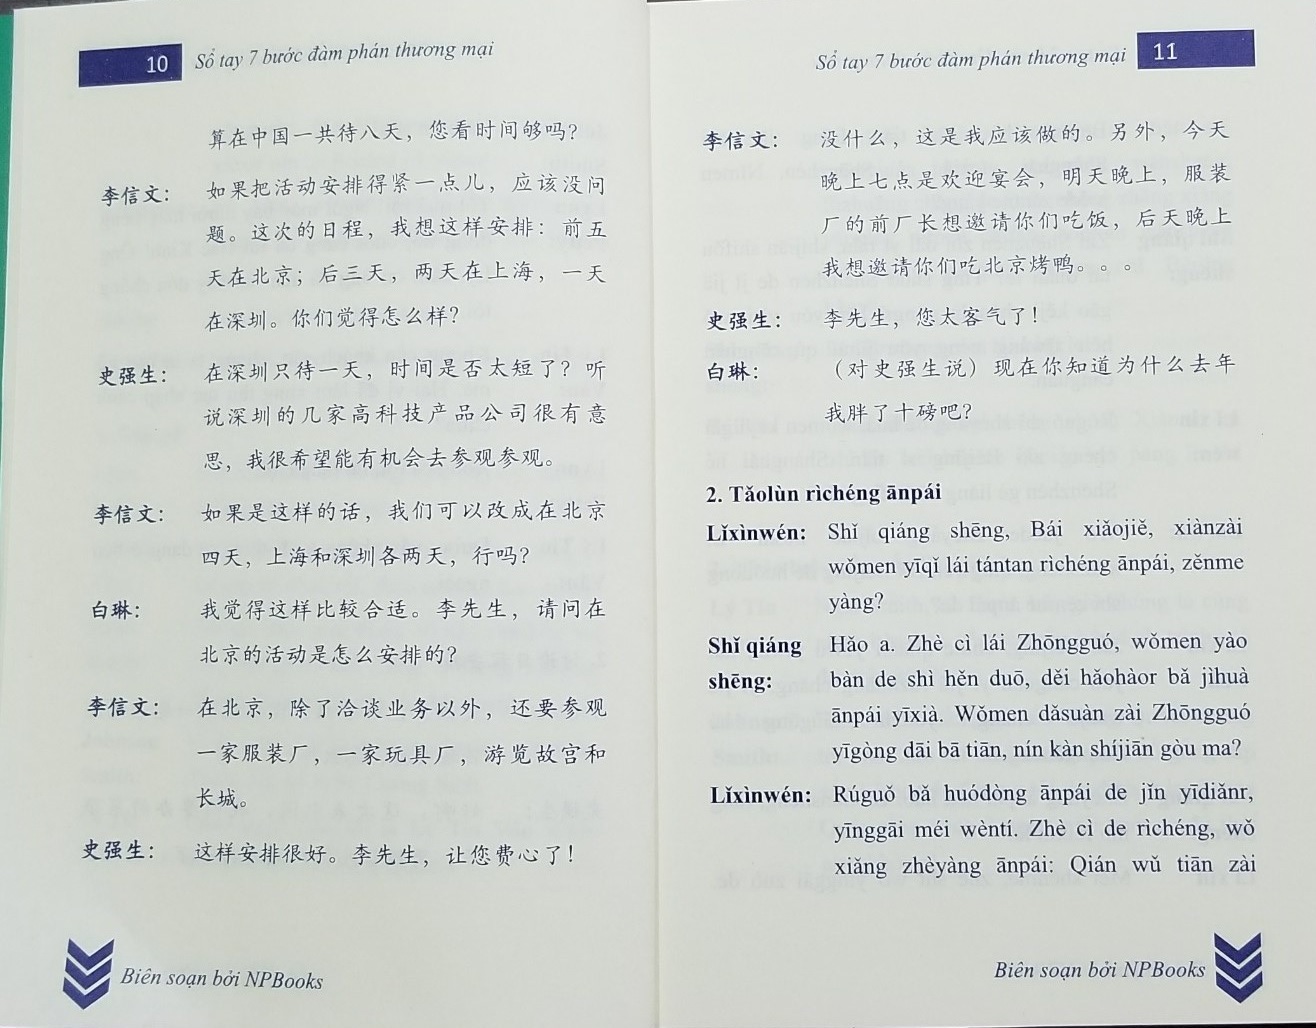 10 Sổ tay 7 bước đàm phán thương mại
算在中国一共待八天，您看时间够吗？
李信文： 如果把活动安排得紧一点儿，应该没问
题。这次的日程，我想这样安排：前五
天在北京；后三天，两天在上海，一天
在深圳。你们觉得怎么样？
史强生： 在深圳只待一天，时间是否太短了？听
说深圳的几家高科技产品公司很有意
思，我很希望能有机会去参观参观。
李信文： 如果是这样的话，我们可以改成在北京
四天，上海和深圳各两天，行吗？
白琳： 我觉得这样比较合适。李先生，请问在
北京的活动是怎么安排的？
李信文： 在北京，除了洽谈业务以外，还要参观
一家服装厂，一家玩具厂，游览故宫和
长城。
史强生： 这样安排很好。李先生，让您费心了！
Biên soạn bởi NPBooks
Sổ tay 7 bước đàm phán thương mại 11
李信文： 没什么，这是我应该做的。另外，今天
晚上七点是欢迎宴会，明天晚上，服装
厂的前厂长想邀请你们吃饭，后天晚上
我想邀请你们吃北京烤鸭。。。
史强生： 李先生，您太客气了！
白琳： （对史强生说）现在你知道为什么去年
我胖了十磅吧？
2. Tǎolùn rìchéng ānpái
Lǐxìnwén: Shǐ qiáng shēng, Bái xiǎojiě, xiànzài
wǒmen yīqǐ lái tántan rìchéng ānpái, zěnme
yàng?
Shǐ qiáng Hǎo a. Zhè cì lái Zhōngguó, wǒmen yào
shēng: bàn de shì hěn duō, děi hǎohàor bǎ jìhuà
ānpái yīxià. Wǒmen dǎsuàn zài Zhōngguó
yīgòng dāi bā tiān, nín kàn shíjiān gòu ma?
Lǐxìnwén: Rúguǒ bǎ huódòng ānpái de jǐn yīdiǎnr,
yīnggāi méi wèntí. Zhè cì de rìchéng, wǒ
xiǎng zhèyàng ānpái: Qián wǔ tiān zài
Biên soạn bởi NPBooks